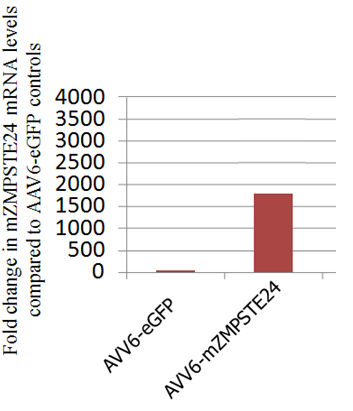 Fold change in mZMPSTE24 mRNA levels
compared to AAV6-eGFP controls
4000
3500
3000
2500
2000
1500
1000
500
0
AVV6-eGFP
AVV6-mZMPSTE24